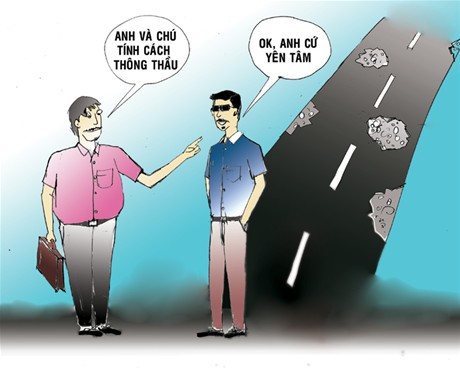 ANH VÀ CHÚ
TÍNH CÁCH
THÔNG THẦU
OK, ANH CỨ
YÊN TÂM